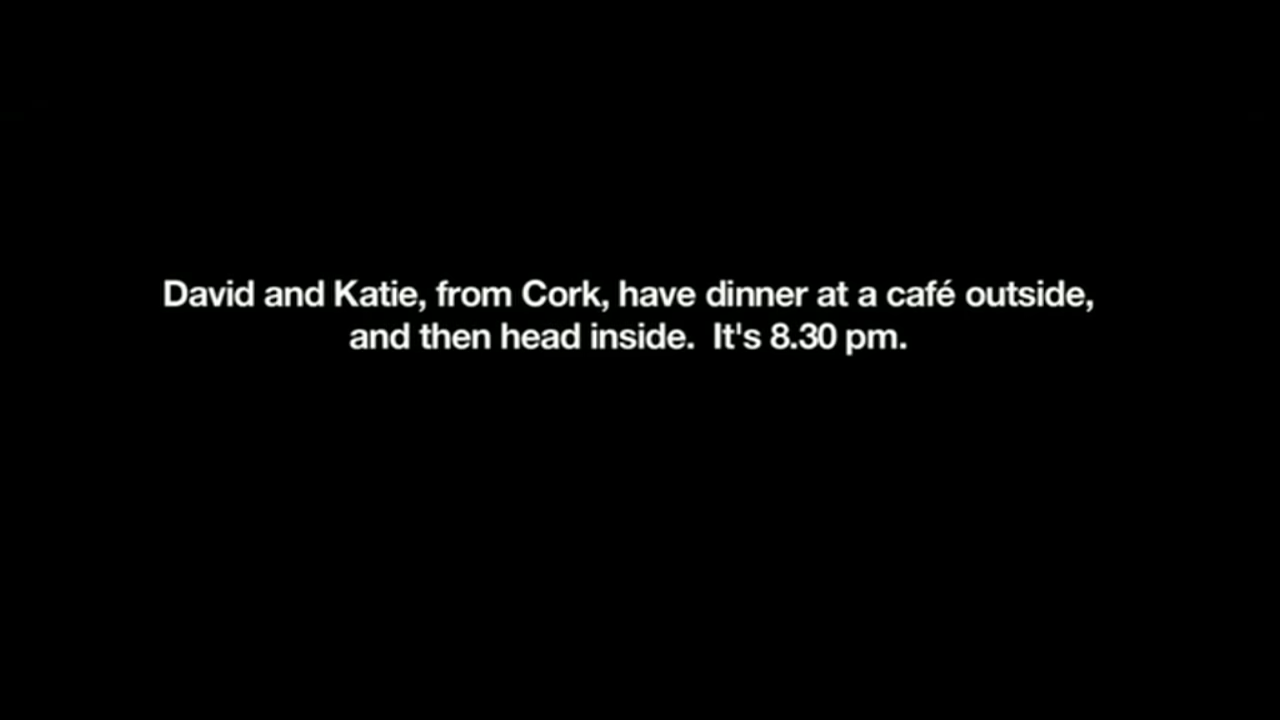 David and Katie, from Cork, have dinner at a café outside,
and then head inside.  It's 8.30 pm.